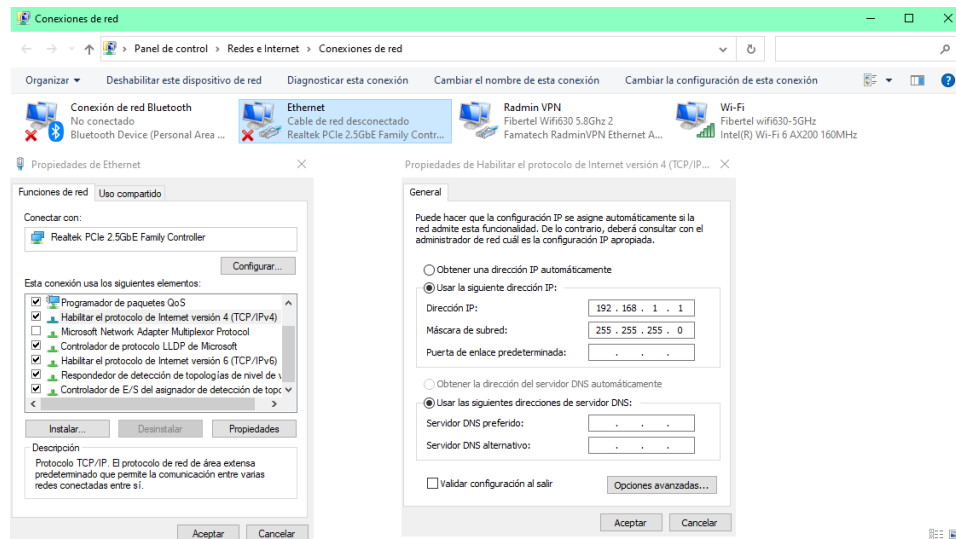 Conexiones de red
Panel de control > Redes e Internet > Conexiones de red
Organizar Deshabilitar este dispositivo de red Diagnosticar esta conexión Cambiar el nombre de esta conexión Cambiar la configuración de esta conexión
Conexión de red Bluetooth
No conectado
Bluetooth Device (Personal Area ...
Ethernet
Cable de red desconectado
Realtek PCIe 2.5GbE Family Contr...
Radmin VPN
Fibertel Wifi630 5.8Ghz 2
Famatech RadminVPN Ethernet A...
Wi-Fi
Fibertel wifi630-5GHz
Intel(R) Wi-Fi 6 AX200 160MHz
Propiedades de Ethernet
Funciones de red Uso compartido
Conectar con:
Realtek PCIe 2.5GbE Family Controller
Configurar...
Esta conexión usa los siguientes elementos:
Programador de paquetes QoS
Habilitar el protocolo de Internet versión 4 (TCP/IPv4)
Microsoft Network Adapter Multiplexor Protocol
Controlador de protocolo LLDP de Microsoft
Habilitar el protocolo de Internet versión 6 (TCP/IPv6)
Respondedor de detección de topologías de nivel de v
Controlador de E/S del asignador de detección de topo
Instalar... Desinstalar Propiedades
Descripción
Protocolo TCP/IP. El protocolo de red de área extensa
predeterminado que permite la comunicación entre varias
redes conectadas entre sí.
Aceptar Cancelar
Propiedades de Habilitar el protocolo de Internet versión 4 (TCP/IP...
General
Puede hacer que la configuración IP se asigne automáticamente si la
red admite esta funcionalidad. De lo contrario, deberá consultar con el
administrador de red cuál es la configuración IP apropiada.
Obtener una dirección IP automáticamente
Usar la siguiente dirección IP:
Dirección IP: 192 . 168 . 1 . 1
Máscara de subred: 255 . 255 . 255 . 0
Puerta de enlace predeterminada: . . .
Obtener la dirección del servidor DNS automáticamente
Usar las siguientes direcciones de servidor DNS:
Servidor DNS preferido: . . .
Servidor DNS alternativo: . . .
Validar configuración al salir Opciones avanzadas...
Aceptar Cancelar